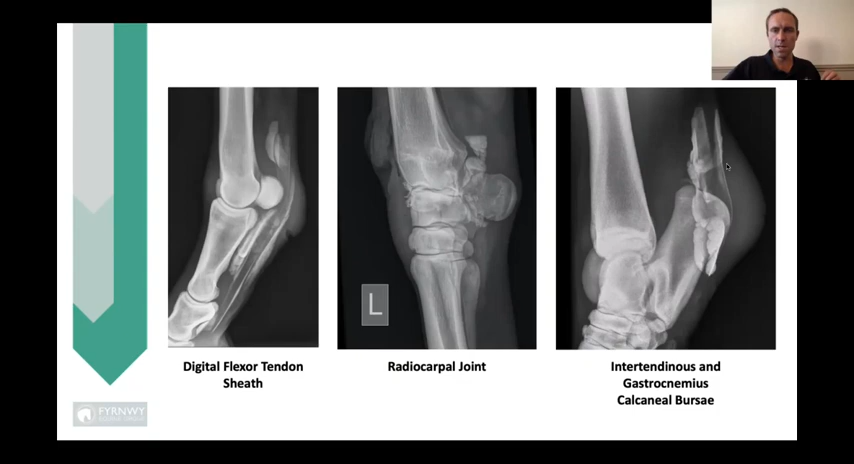 L
Digital Flexor Tendon
Sheath
Radiocarpal Joint
Intertendinous and
Gastrocnemius
Calcaneal Bursae
FYRNWY